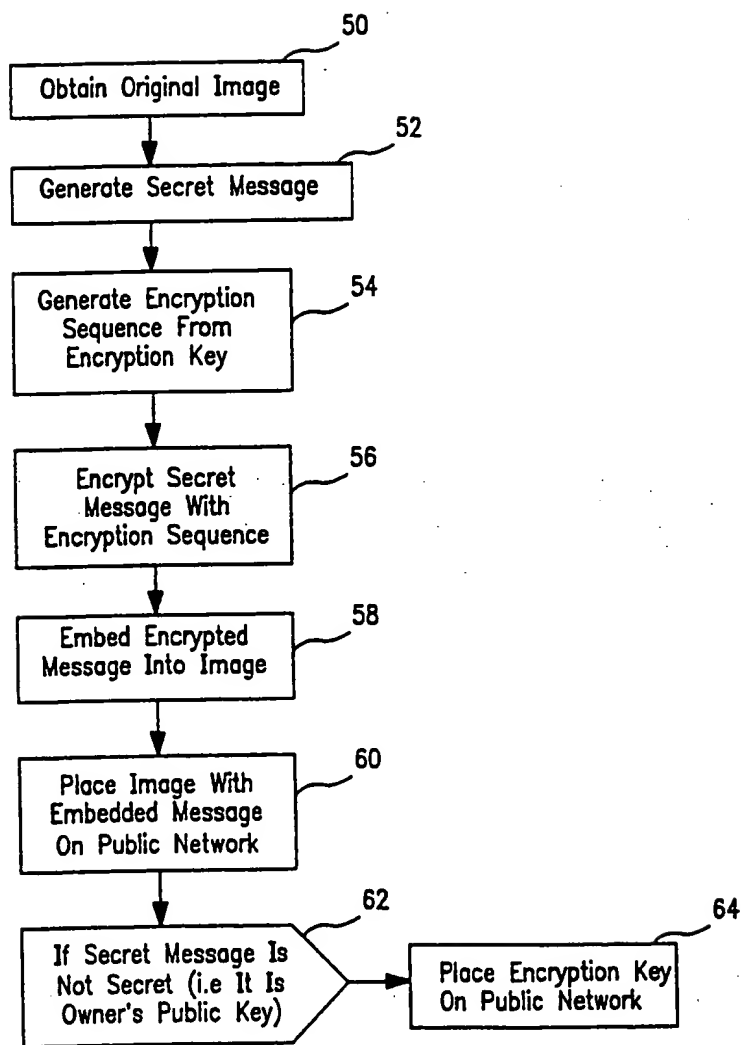 50
Obtain Original Image
52
Generate Secret Message
54
Generate Encryption
Sequence From
Encryption Key
56
Encrypt Secret
Message With
Encryption Sequence
58
Embed Encrypted
Message Into Image
60
Place Image With
Embedded Message
On Public Network
62
If Secret Message Is
Not Secret (i.e It Is
Owner's Public Key)
64
Place Encryption Key
On Public Network